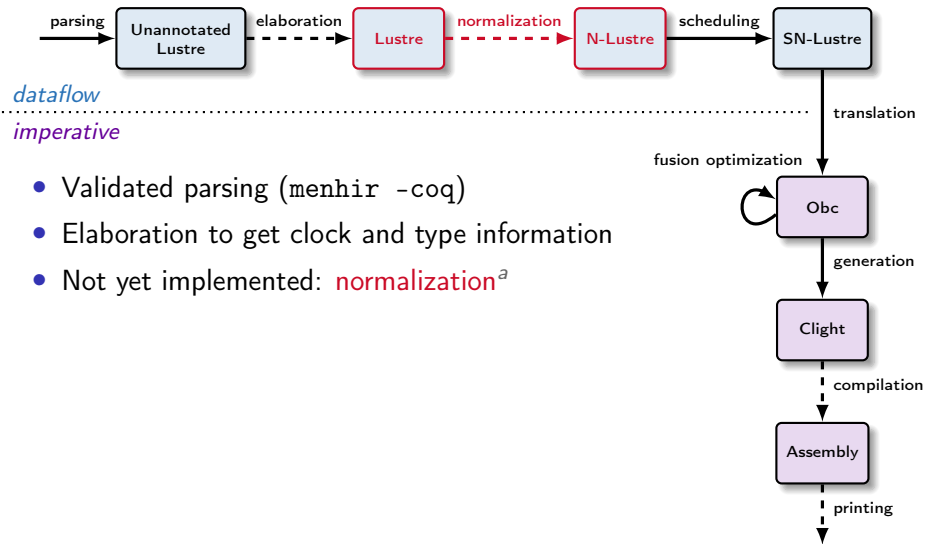 parsing
Unannotated
Lustre
elaboration
Lustre
normalization
N-Lustre
scheduling
SN-Lustre
dataflow
imperative
translation
fusion optimization
Obc
• Validated parsing (menhir -coq)
• Elaboration to get clock and type information
• Not yet implemented: normalizationᵃ
generation
Clight
compilation
Assembly
printing